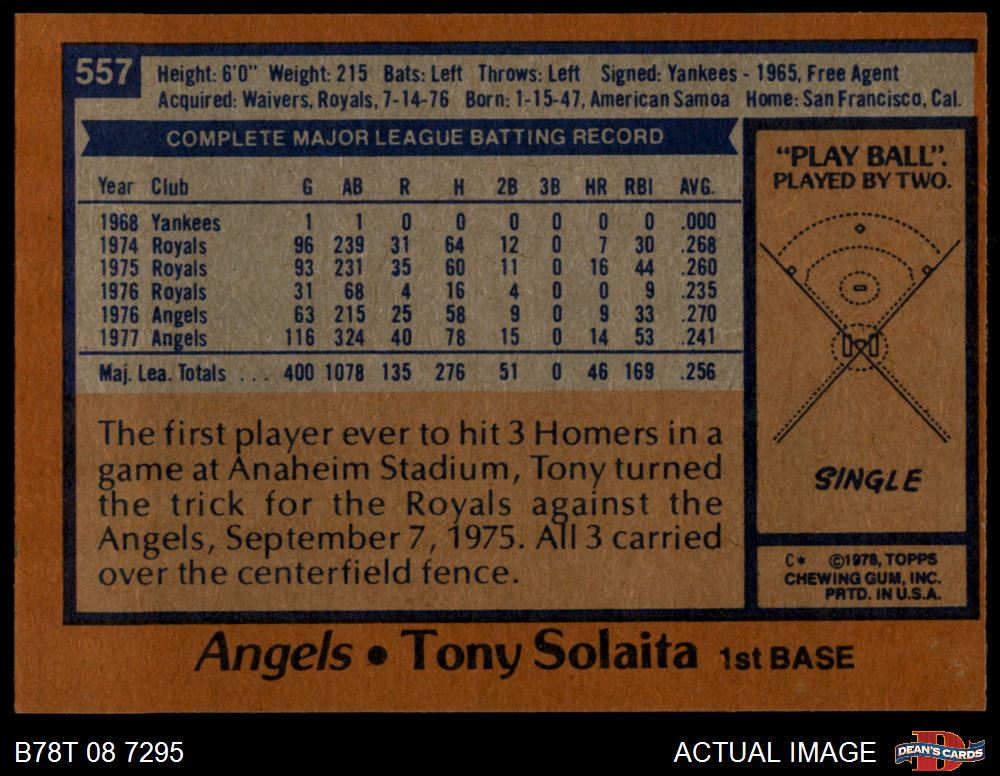 557
Height: 6'0" Weight: 215 Bats: Left Throws: Left Signed: Yankees - 1965, Free Agent
Acquired: Waivers, Royals, 7-14-76 Born: 1-15-47, American Samoa Home: San Francisco, Cal.
COMPLETE MAJOR LEAGUE BATTING RECORD
Year Club G AB R H 2B 3B HR RBI AVG.
1968 Yankees 1 1 0 0 0 0 0 0 .000
1974 Royals 96 239 31 64 12 0 7 30 .268
1975 Royals 93 231 35 60 11 0 16 44 .260
1976 Royals 31 68 4 16 4 0 0 9 .235
1976 Angels 63 215 25 58 9 0 9 33 .270
1977 Angels 116 324 40 78 15 0 14 53 .241
Maj. Lea. Totals . . . 400 1078 135 276 51 0 46 169 .256
The first player ever to hit 3 Homers in a
game at Anaheim Stadium, Tony turned
the trick for the Royals against the
Angels, September 7, 1975. All 3 carried
over the centerfield fence.
"PLAY BALL".
PLAYED BY TWO.
SINGLE
C* ©1978, TOPPS
CHEWING GUM, INC.
PRTD. IN U.S.A.
Angels • Tony Solaita 1st BASE
B78T 08 7295
ACTUAL IMAGE
DEAN'S CARDS